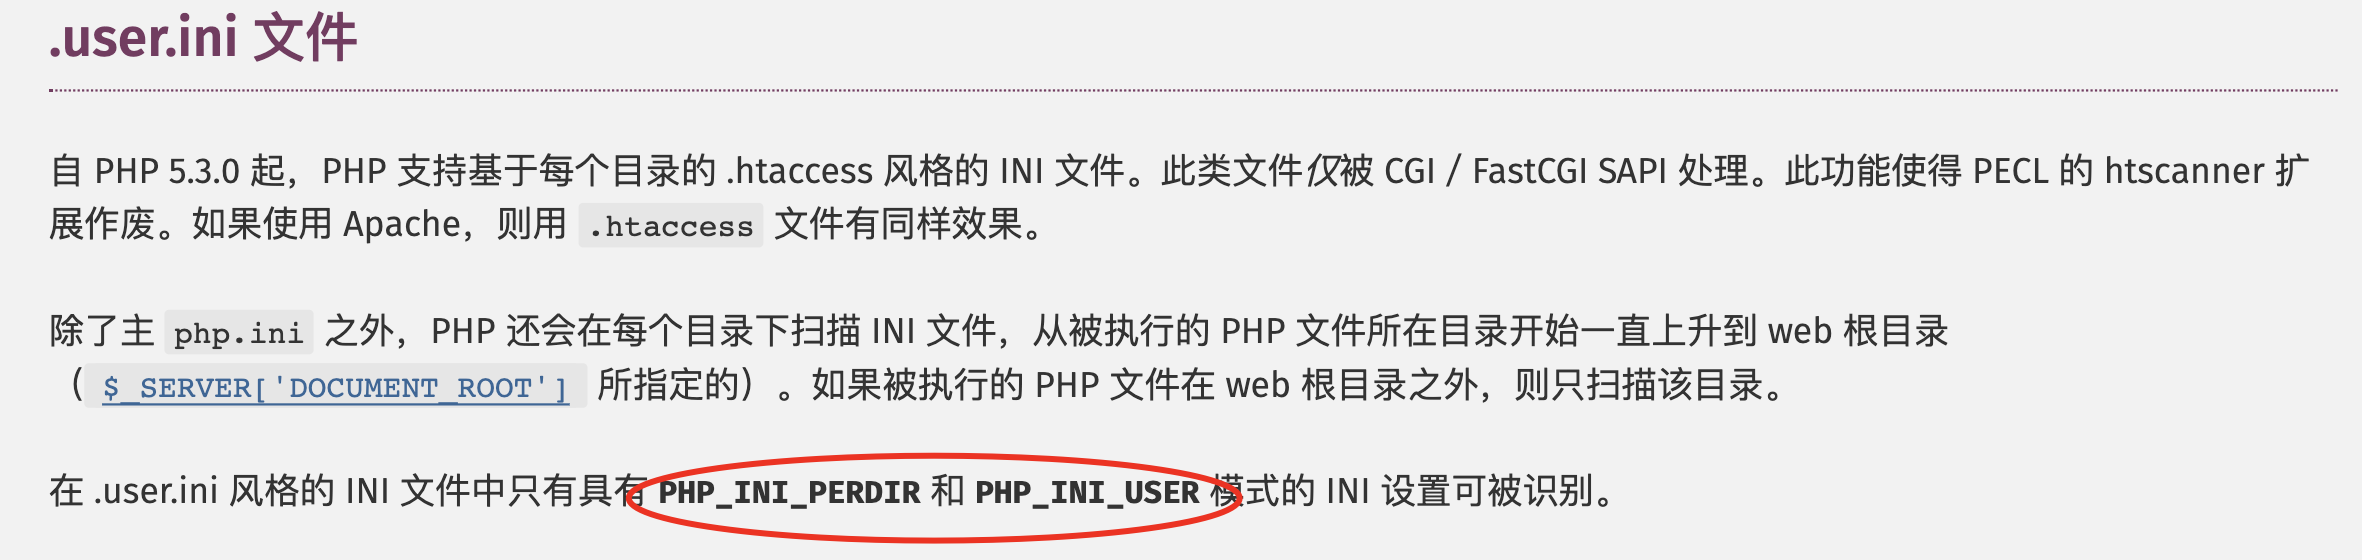 .user.ini 文件
自 PHP 5.3.0 起，PHP 支持基于每个目录的 .htaccess 风格的 INI 文件。此类文件仅被 CGI / FastCGI SAPI 处理。此功能使得 PECL 的 htscanner 扩
展作废。如果使用 Apache，则用 .htaccess 文件有同样效果。
除了主 php.ini 之外，PHP 还会在每个目录下扫描 INI 文件，从被执行的 PHP 文件所在目录开始一直上升到 web 根目录
（$_SERVER['DOCUMENT_ROOT'] 所指定的）。如果被执行的 PHP 文件在 web 根目录之外，则只扫描该目录。
在 .user.ini 风格的 INI 文件中只有具有 PHP_INI_PERDIR 和 PHP_INI_USER 模式的 INI 设置可被识别。